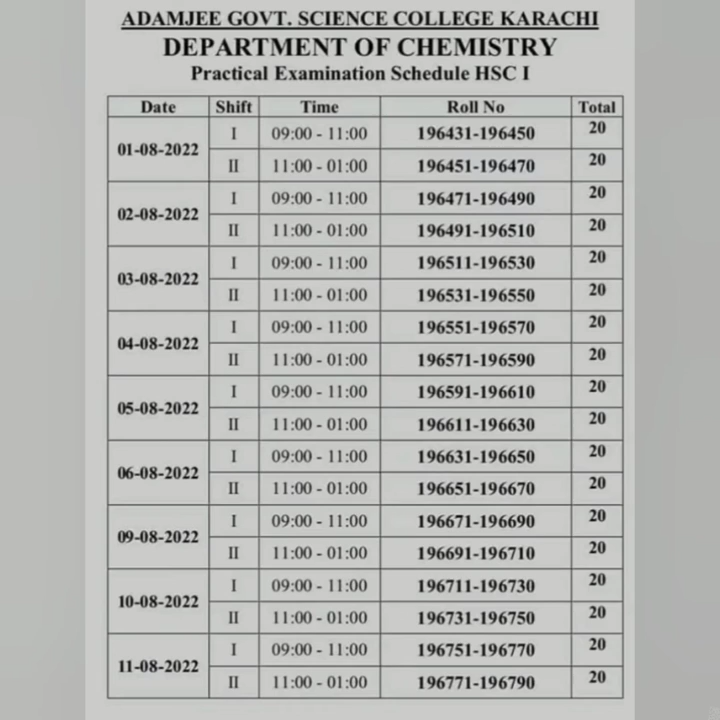 ADAMJEE GOVT. SCIENCE COLLEGE KARACHI
DEPARTMENT OF CHEMISTRY
Practical Examination Schedule HSC I
Date Shift Time Roll No Total
01-08-2022 I 09:00 - 11:00 196431-196450 20
II 11:00 - 01:00 196451-196470 20
02-08-2022 I 09:00 - 11:00 196471-196490 20
II 11:00 - 01:00 196491-196510 20
03-08-2022 I 09:00 - 11:00 196511-196530 20
II 11:00 - 01:00 196531-196550 20
04-08-2022 I 09:00 - 11:00 196551-196570 20
II 11:00 - 01:00 196571-196590 20
05-08-2022 I 09:00 - 11:00 196591-196610 20
II 11:00 - 01:00 196611-196630 20
06-08-2022 I 09:00 - 11:00 196631-196650 20
II 11:00 - 01:00 196651-196670 20
09-08-2022 I 09:00 - 11:00 196671-196690 20
II 11:00 - 01:00 196691-196710 20
10-08-2022 I 09:00 - 11:00 196711-196730 20
II 11:00 - 01:00 196731-196750 20
11-08-2022 I 09:00 - 11:00 196751-196770 20
II 11:00 - 01:00 196771-196790 20